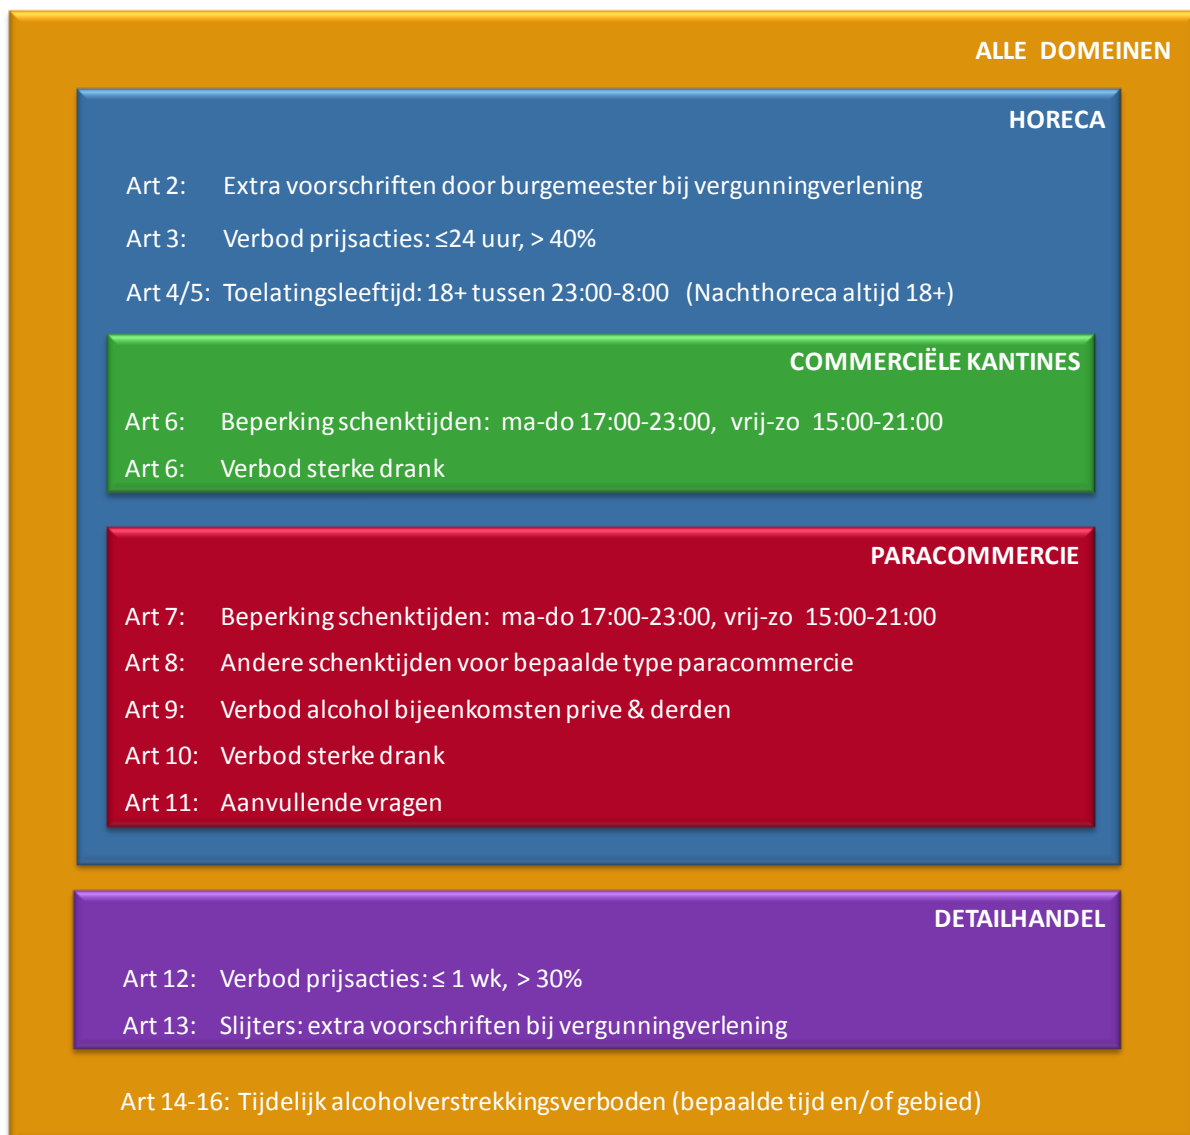 ALLE DOMEINEN
HORECA
Art 2: Extra voorschriften door burgemeester bij vergunningverlening
Art 3: Verbod prijsacties: ≤24 uur, > 40%
Art 4/5: Toelatingsleeftijd: 18+ tussen 23:00-8:00 (Nachthoreca altijd 18+)
COMMERCIËLE KANTINES
Art 6: Beperking schenktijden: ma-do 17:00-23:00, vrij-zo 15:00-21:00
Art 6: Verbod sterke drank
PARACOMMERCIE
Art 7: Beperking schenktijden: ma-do 17:00-23:00, vrij-zo 15:00-21:00
Art 8: Andere schenktijden voor bepaalde type paracommercie
Art 9: Verbod alcohol bijeenkomsten prive & derden
Art 10: Verbod sterke drank
Art 11: Aanvullende vragen
DETAILHANDEL
Art 12: Verbod prijsacties: ≤ 1 wk, > 30%
Art 13: Slijters: extra voorschriften bij vergunningverlening
Art 14-16: Tijdelijk alcoholverstrekkingsverboden (bepaalde tijd en/of gebied)